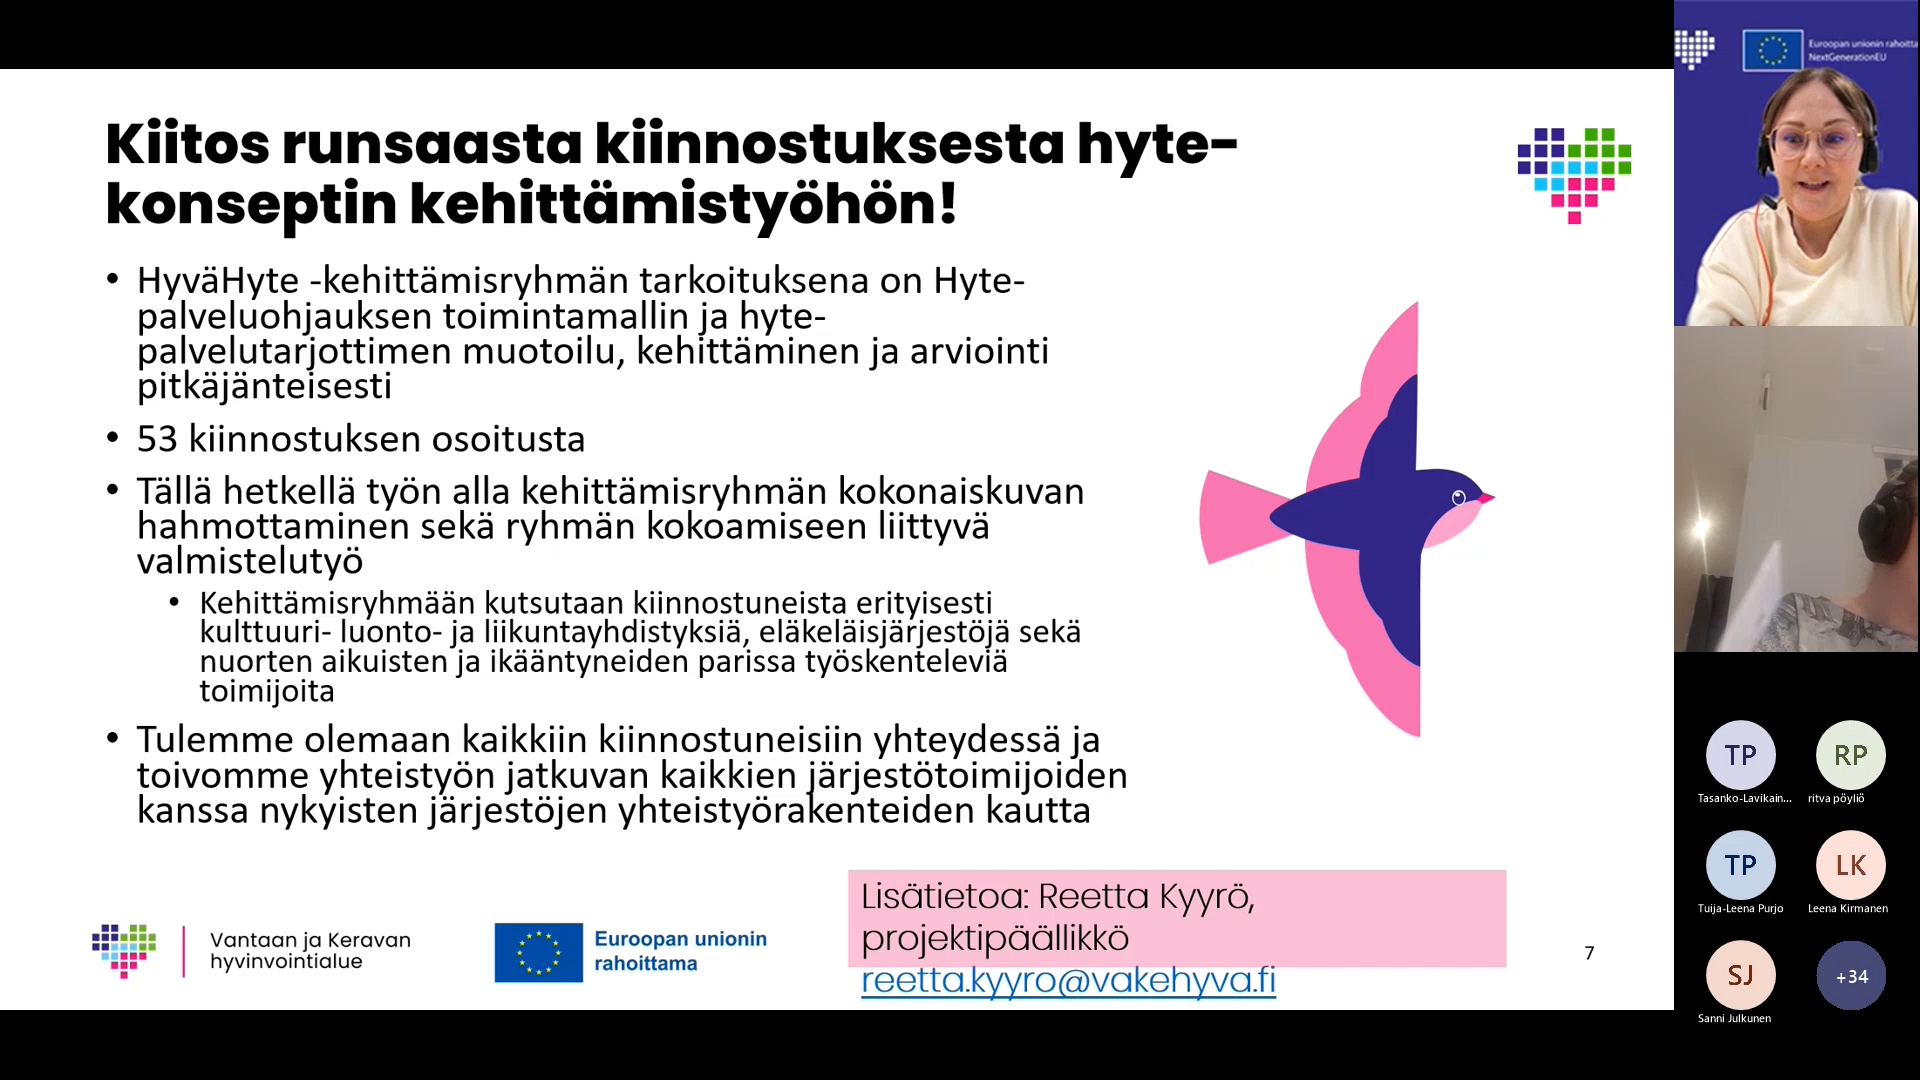 Kiitos runsaasta kiinnostuksesta hyte-
konseptin kehittämistyöhön!
• HyväHyte -kehittämisryhmän tarkoituksena on Hyte-
palveluohjauksen toimintamallin ja hyte-
palvelutarjottimen muotoilu, kehittäminen ja arviointi
pitkäjänteisesti
• 53 kiinnostuksen osoitusta
• Tällä hetkellä työn alla kehittämisryhmän kokonaiskuvan
hahmottaminen sekä ryhmän kokoamiseen liittyvä
valmistelutyö
• Kehittämisryhmään kutsutaan kiinnostuneista erityisesti
kulttuuri- luonto- ja liikuntayhdistyksiä, eläkeläisjärjestöjä sekä
nuorten aikuisten ja ikääntyneiden parissa työskenteleviä
toimijoita
• Tulemme olemaan kaikkiin kiinnostuneisiin yhteydessä ja
toivomme yhteistyön jatkuvan kaikkien järjestötoimijoiden
kanssa nykyisten järjestöjen yhteistyörakenteiden kautta
Lisätietoa: Reetta Kyyrö,
projektipäällikkö
reetta.kyyro@vakehyva.fi
Vantaan ja Keravan
hyvinvointialue
Euroopan unionin
rahoittama
7
Euroopan unionin rahoitta
NextGenerationEU
TP
Tasanko-Lavikain...
RP
ritva pöyliö
TP
Tuija-Leena Purjo
LK
Leena Kirmanen
SJ
Sanni Julkunen
+34